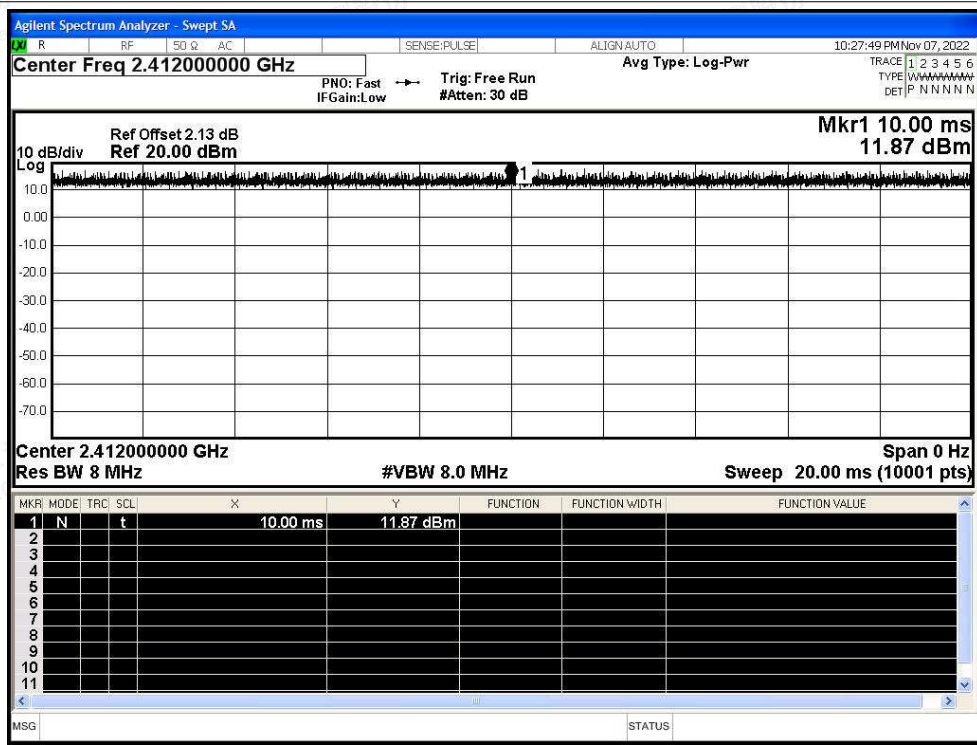 Agilent Spectrum Analyzer - Swept SA
LXI R RF 50 Ω AC SENSE:PULSE ALIGN AUTO 10:27:49 PM Nov 07, 2022
Center Freq 2.412000000 GHz
PNO: Fast
IFGain:Low
Trig: Free Run
#Atten: 30 dB
Avg Type: Log-Pwr
TRACE 1 2 3 4 5 6
TYPE
DET P N N N N N
Ref Offset 2.13 dB
10 dB/div Ref 20.00 dBm
Mkr1 10.00 ms
11.87 dBm
Log
1
10.0
0.00
-10.0
-20.0
-30.0
-40.0
-50.0
-60.0
-70.0
Center 2.412000000 GHz Span 0 Hz
Res BW 8 MHz #VBW 8.0 MHz Sweep 20.00 ms (10001 pts)
MKR MODE TRC SCL X Y FUNCTION FUNCTION WIDTH FUNCTION VALUE
1 N t 10.00 ms 11.87 dBm
2
3
4
5
6
7
8
9
10
11
MSG STATUS